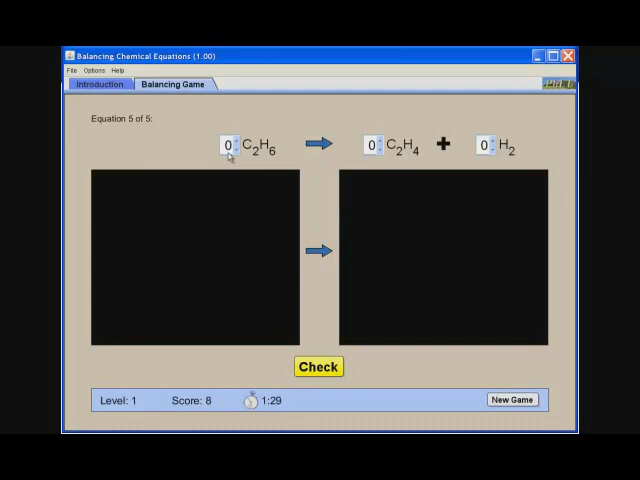 Balancing Chemical Equations (1.00)
File Options Help
Introduction Balancing Game
Equation 5 of 5:
0 C2H6 0 C2H4 + 0 H2
Check
Level: 1 Score: 8 1:29 New Game